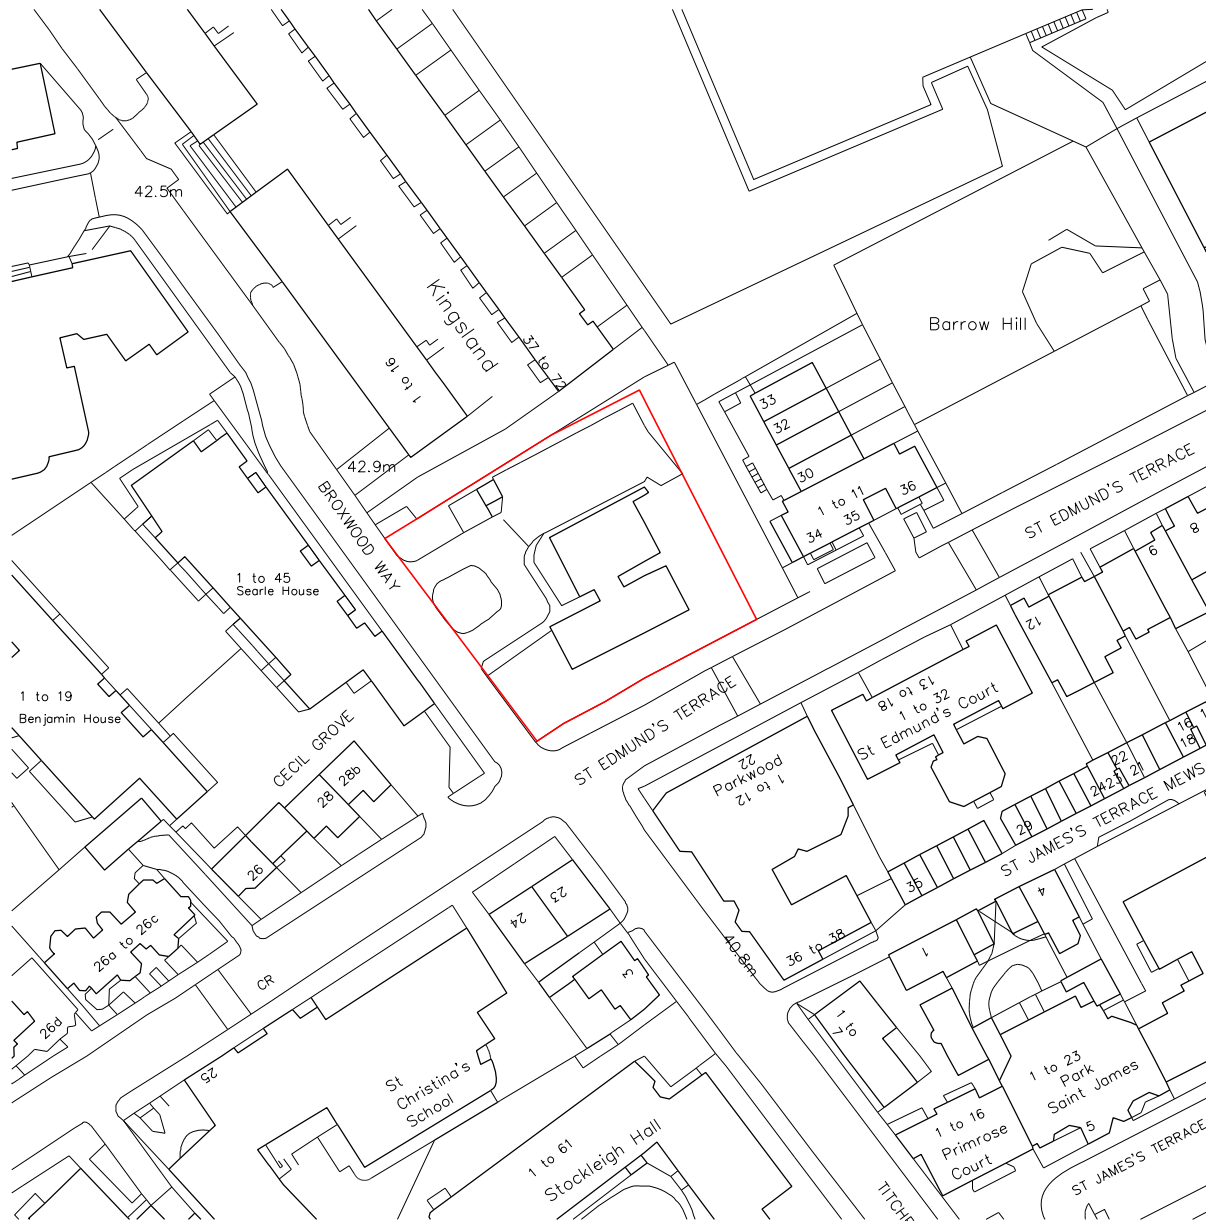 42.5m
Kingsland
37 to 72
1 to 16
Barrow Hill
33
32
30
1 to 11
36
35
34
42.9m
BROXWOOD WAY
ST EDMUND'S TERRACE
8
6
12
1 to 45
Searle House
1 to 19
Benjamin House
CECIL GROVE
28b
28
26
ST EDMUND'S TERRACE
13 to 18
1 to 32
St Edmund's Court
22
Parkwood
1 to 12
16
18
22
21
23
24
29
35
ST JAMES'S TERRACE MEWS
4
1
36 to 38
40.8m
23
24
3
26a to 26c
26d
CR
25
St
Christina's
School
1 to 7
1 to 23
Park
Saint James
5
1 to 16
Primrose
Court
1 to 61
Stockleigh Hall
ST JAMES'S TERRACE